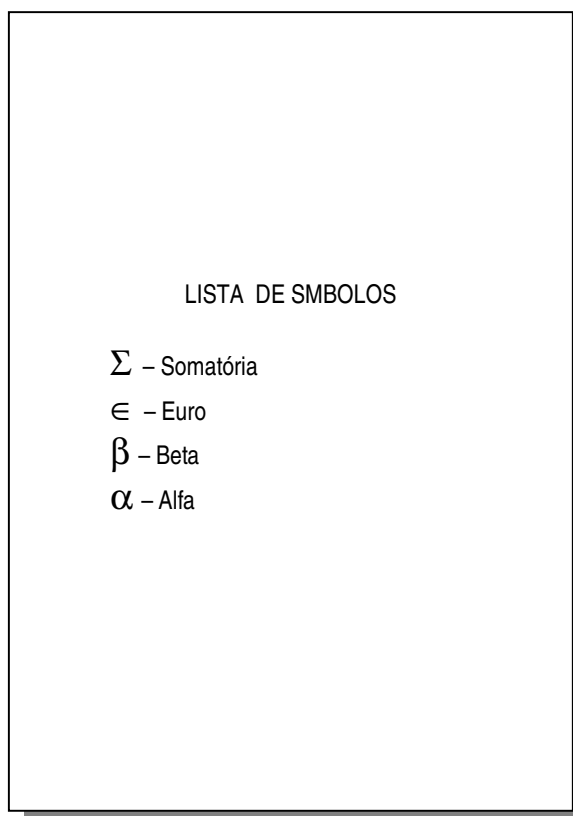 LISTA DE SMBOLOS
Σ – Somatória
∈ – Euro
β – Beta
α – Alfa